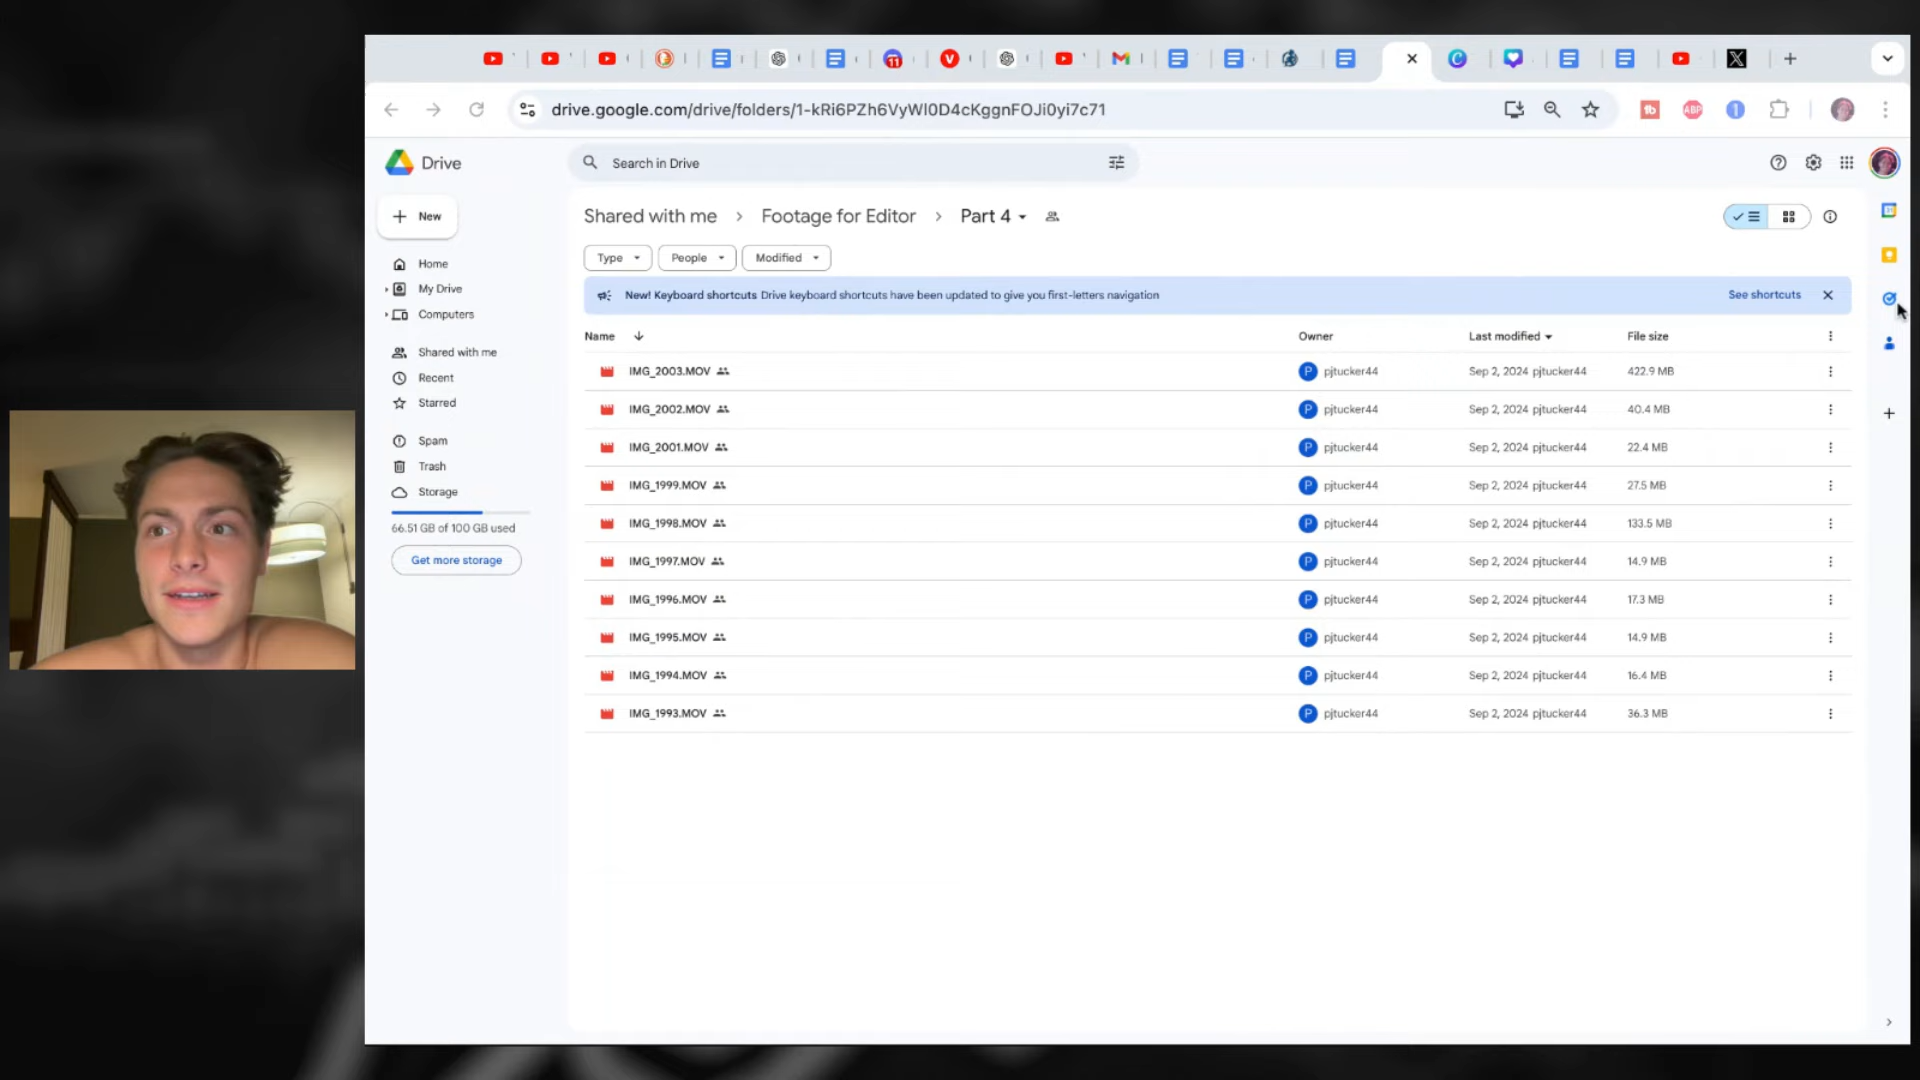 11
drive.google.com/drive/folders/1-kRi6PZh6VyWl0D4cKggnFOJi0yi7c71
Drive
Search in Drive
New
Shared with me > Footage for Editor > Part 4
Type
People
Modified
New! Keyboard shortcuts Drive keyboard shortcuts have been updated to give you first-letters navigation
See shortcuts
Home
My Drive
Computers
Shared with me
Recent
Starred
Spam
Trash
Storage
66.51 GB of 100 GB used
Get more storage
Name Owner Last modified File size
IMG_2003.MOV P pjtucker44 Sep 2, 2024 pjtucker44 422.9 MB
IMG_2002.MOV P pjtucker44 Sep 2, 2024 pjtucker44 40.4 MB
IMG_2001.MOV P pjtucker44 Sep 2, 2024 pjtucker44 22.4 MB
IMG_1999.MOV P pjtucker44 Sep 2, 2024 pjtucker44 27.5 MB
IMG_1998.MOV P pjtucker44 Sep 2, 2024 pjtucker44 133.5 MB
IMG_1997.MOV P pjtucker44 Sep 2, 2024 pjtucker44 14.9 MB
IMG_1996.MOV P pjtucker44 Sep 2, 2024 pjtucker44 17.3 MB
IMG_1995.MOV P pjtucker44 Sep 2, 2024 pjtucker44 14.9 MB
IMG_1994.MOV P pjtucker44 Sep 2, 2024 pjtucker44 16.4 MB
IMG_1993.MOV P pjtucker44 Sep 2, 2024 pjtucker44 36.3 MB